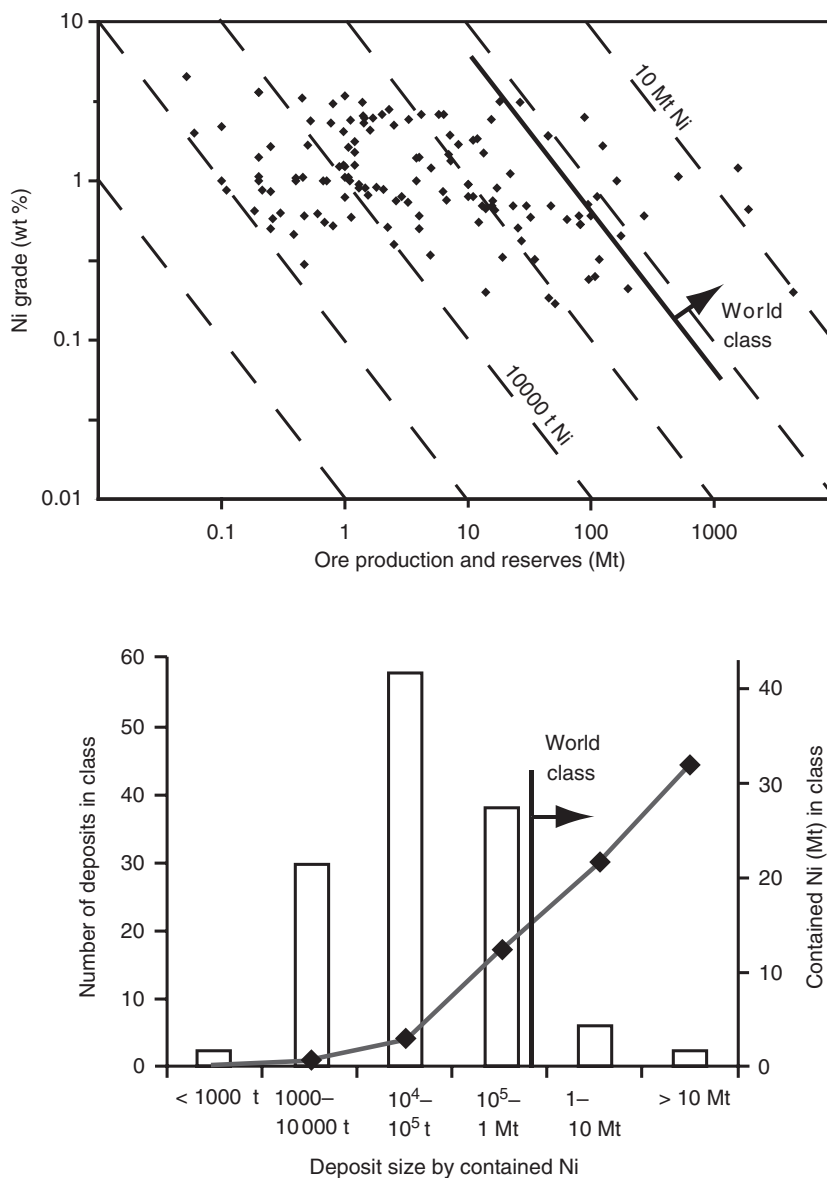 10
1
0.1
0.01
Ni grade (wt %)
10 Mt Ni
10000 t Ni
World
class
0.1 1 10 100 1000
Ore production and reserves (Mt)
60
50
40
30
20
10
0
Number of deposits in class
World
class
40
30
20
10
0
Contained Ni (Mt) in class
< 1000 t 1000– 10⁴– 10⁵– 1– > 10 Mt
10 000 t 10⁵ t 1 Mt 10 Mt
Deposit size by contained Ni